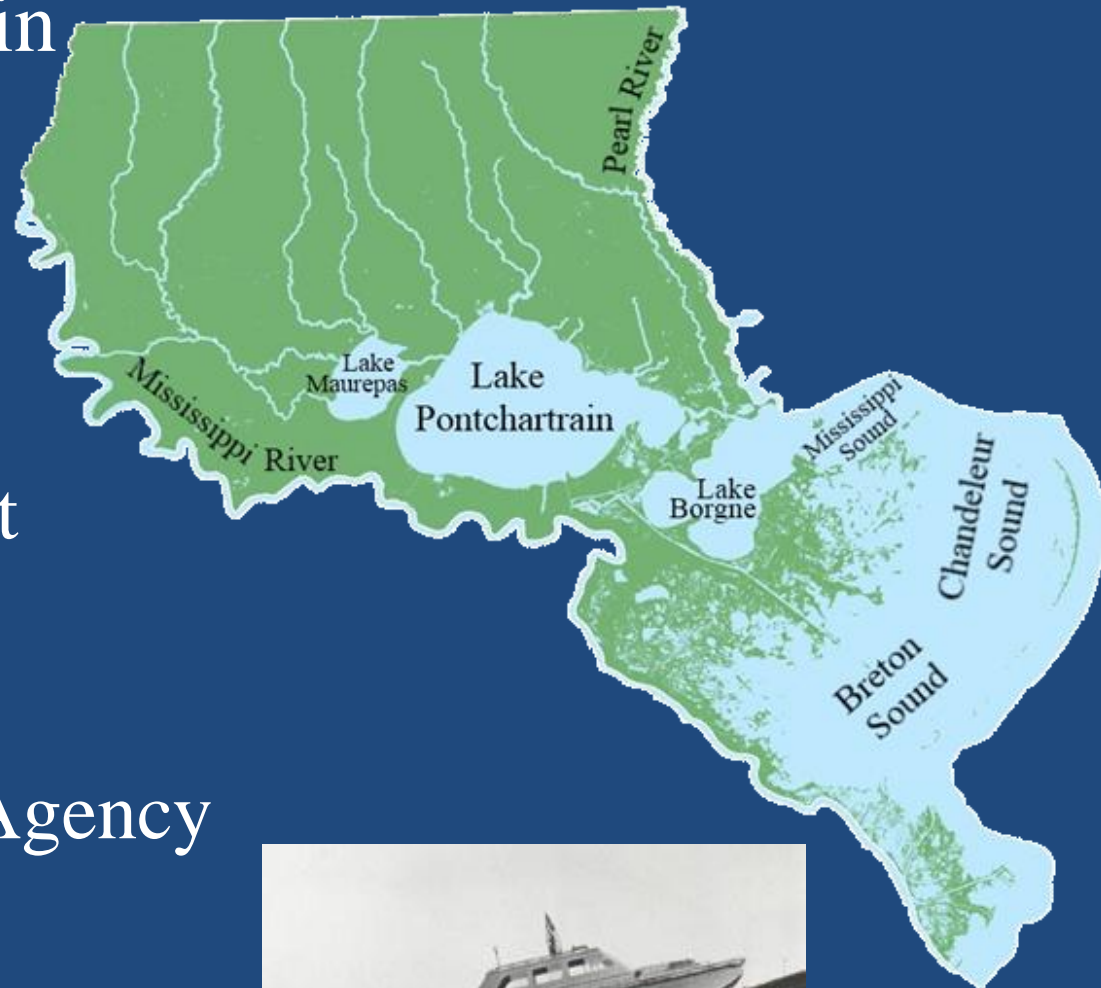 in
Pearl River
Lake
Maurepas
Lake
Pontchartrain
Mississippi River
Mississippi
Sound
Lake
Borgne
Chandeleur
Sound
t
Breton
Sound
Agency